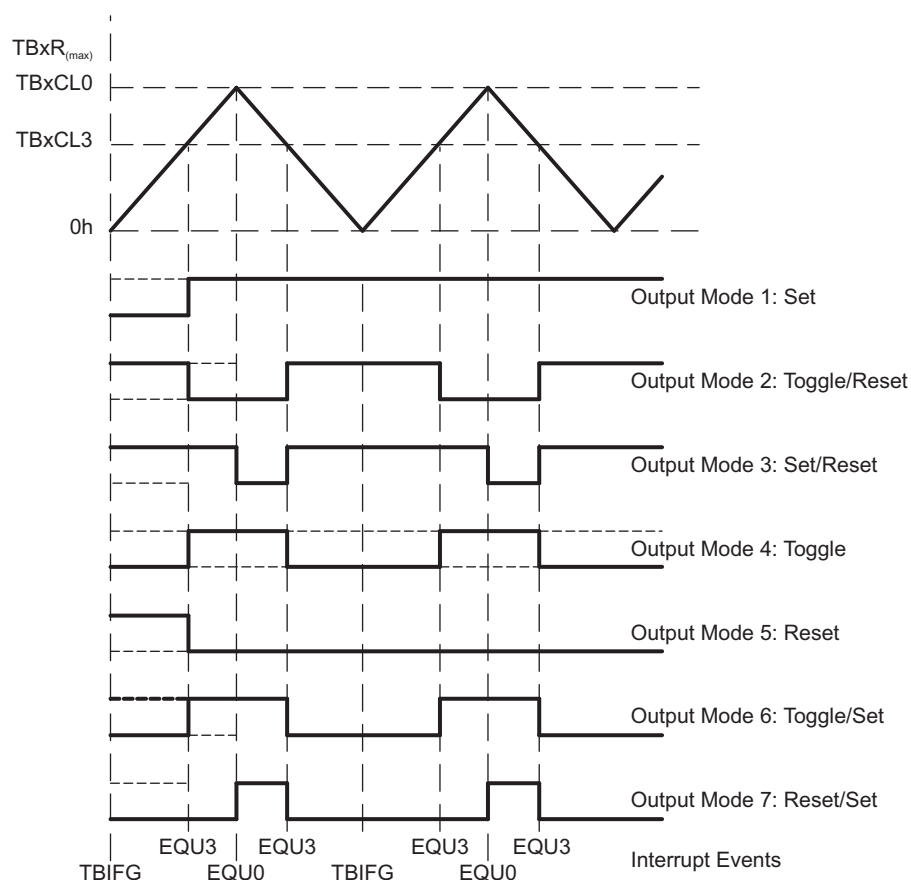 TBxR(max)
TBxCL0
TBxCL3
0h
Output Mode 1: Set
Output Mode 2: Toggle/Reset
Output Mode 3: Set/Reset
Output Mode 4: Toggle
Output Mode 5: Reset
Output Mode 6: Toggle/Set
Output Mode 7: Reset/Set
EQU3 EQU3 EQU3 EQU3
TBIFG EQU0 TBIFG EQU0
Interrupt Events